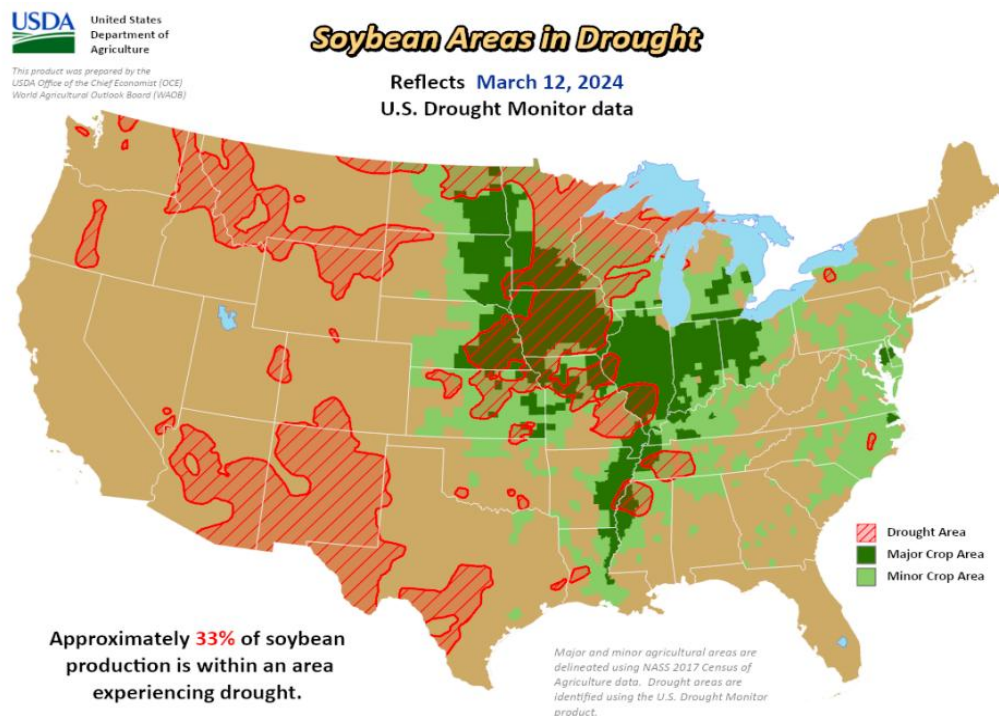 USDA
United States
Department of
Agriculture
This product was prepared by the
USDA Office of the Chief Economist (OCE)
World Agricultural Outlook Board (WAOB)
Soybean Areas in Drought
Reflects March 12, 2024
U.S. Drought Monitor data
Drought Area
Major Crop Area
Minor Crop Area
Approximately 33% of soybean
production is within an area
experiencing drought.
Major and minor agricultural areas are
delineated using NASS 2017 Census of
Agriculture data. Drought areas are
identified using the U.S. Drought Monitor
product.